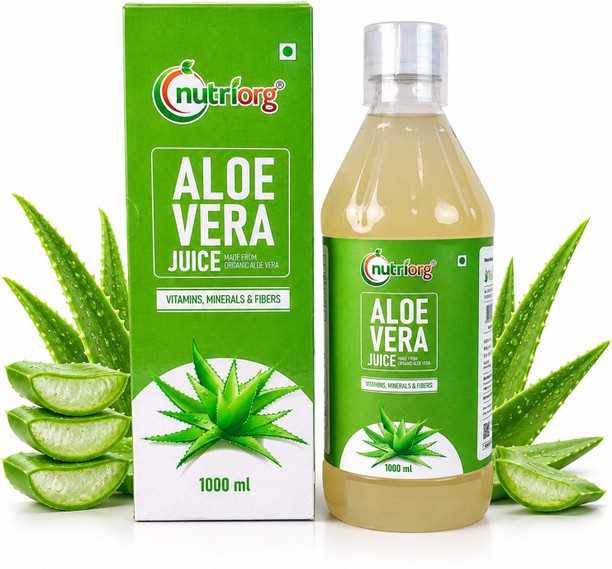 nutriorg®
ALOE
VERA
JUICE
MADE FROM
ORGANIC ALOE VERA
VITAMINS, MINERALS & FIBERS
1000 ml
nutriorg®
ALOE
VERA
JUICE
MADE FROM
ORGANIC ALOE VERA
VITAMINS, MINERALS & FIBERS
1000 ml